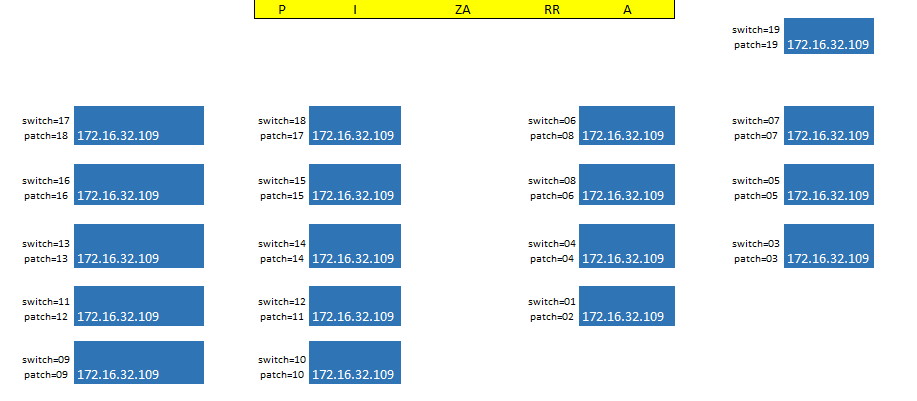 P I ZA RR A
switch=19
patch=19 172.16.32.109
switch=17 switch=18 switch=06 switch=07
patch=18 172.16.32.109 patch=17 172.16.32.109 patch=08 172.16.32.109 patch=07 172.16.32.109
switch=16 switch=15 switch=08 switch=05
patch=16 172.16.32.109 patch=15 172.16.32.109 patch=06 172.16.32.109 patch=05 172.16.32.109
switch=13 switch=14 switch=04 switch=03
patch=13 172.16.32.109 patch=14 172.16.32.109 patch=04 172.16.32.109 patch=03 172.16.32.109
switch=11 switch=12 switch=01
patch=12 172.16.32.109 patch=11 172.16.32.109 patch=02 172.16.32.109
switch=09 switch=10
patch=09 172.16.32.109 patch=10 172.16.32.109